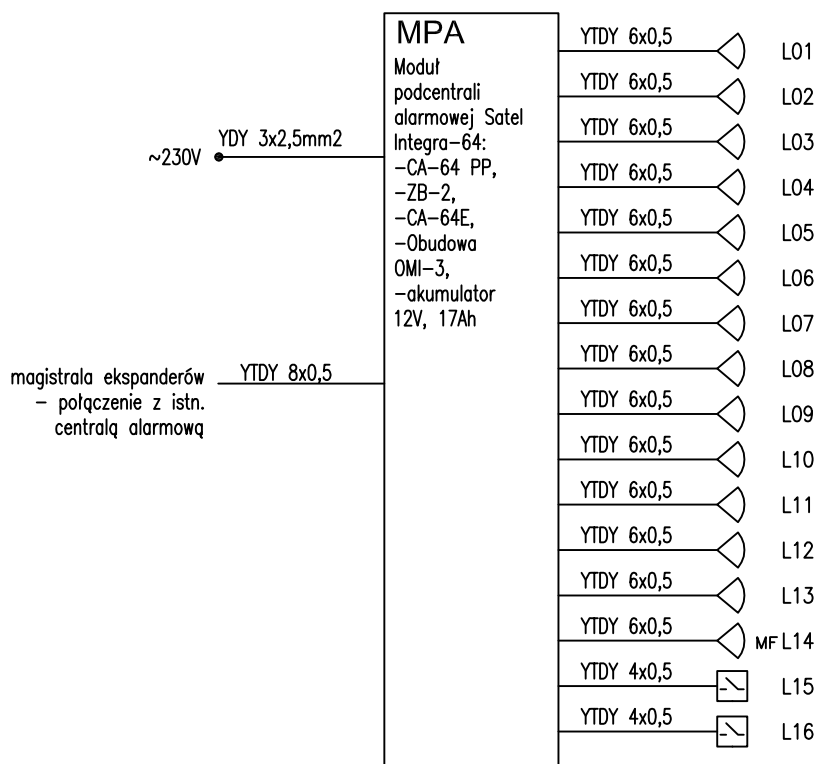 MPA
Moduł
podcentrali
alarmowej Satel
Integra-64:
-CA-64 PP,
-ZB-2,
-CA-64E,
-Obudowa
OMI-3,
-akumulator
12V, 17Ah
~230V YDY 3x2,5mm2
magistrala ekspanderów YTDY 8x0,5
- połączenie z istn.
centralą alarmową
YTDY 6x0,5 L01
YTDY 6x0,5 L02
YTDY 6x0,5 L03
YTDY 6x0,5 L04
YTDY 6x0,5 L05
YTDY 6x0,5 L06
YTDY 6x0,5 L07
YTDY 6x0,5 L08
YTDY 6x0,5 L09
YTDY 6x0,5 L10
YTDY 6x0,5 L11
YTDY 6x0,5 L12
YTDY 6x0,5 L13
YTDY 6x0,5 MF L14
YTDY 4x0,5 L15
YTDY 4x0,5 L16